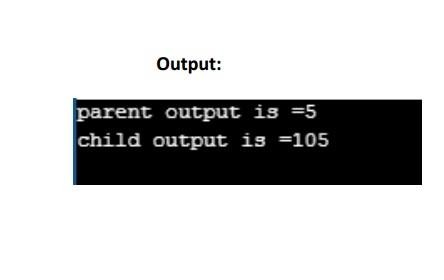 Output:
parent output is =5
child output is =105